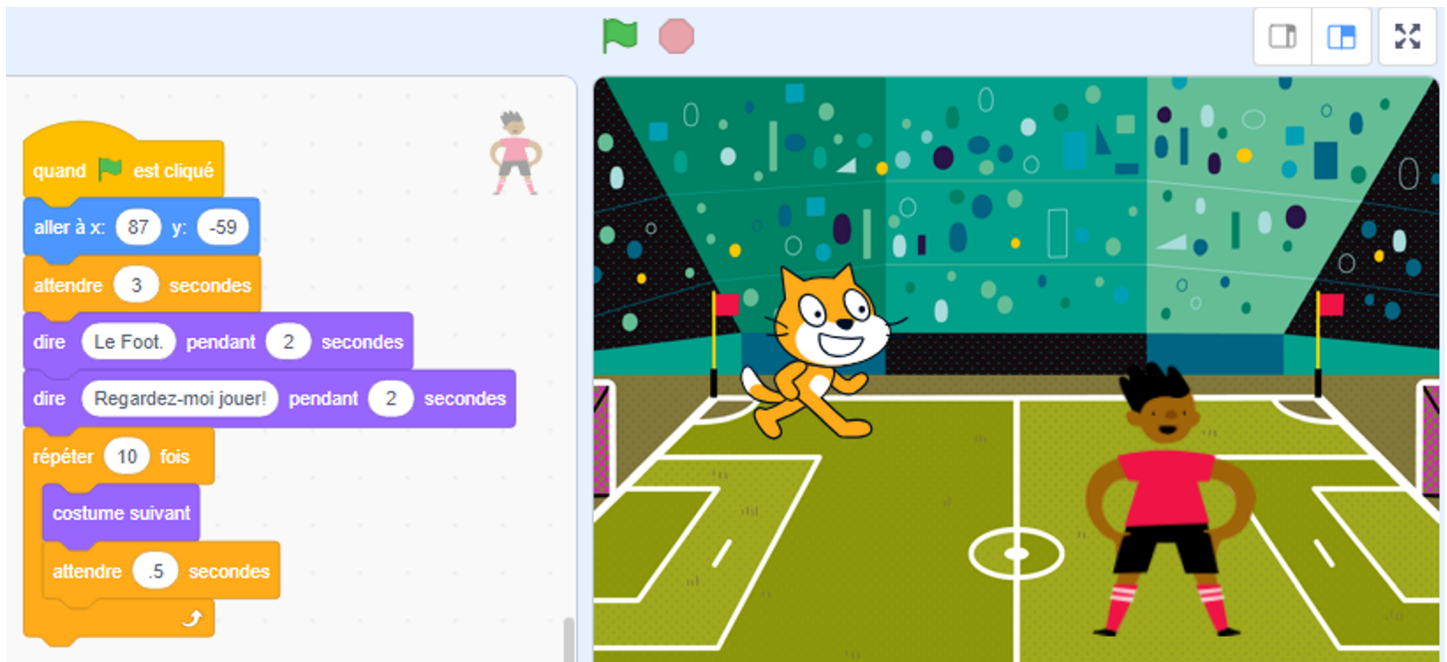 quand est cliqué
aller à x: 87 y: -59
attendre 3 secondes
dire Le Foot. pendant 2 secondes
dire Regardez-moi jouer! pendant 2 secondes
répéter 10 fois
costume suivant
attendre .5 secondes